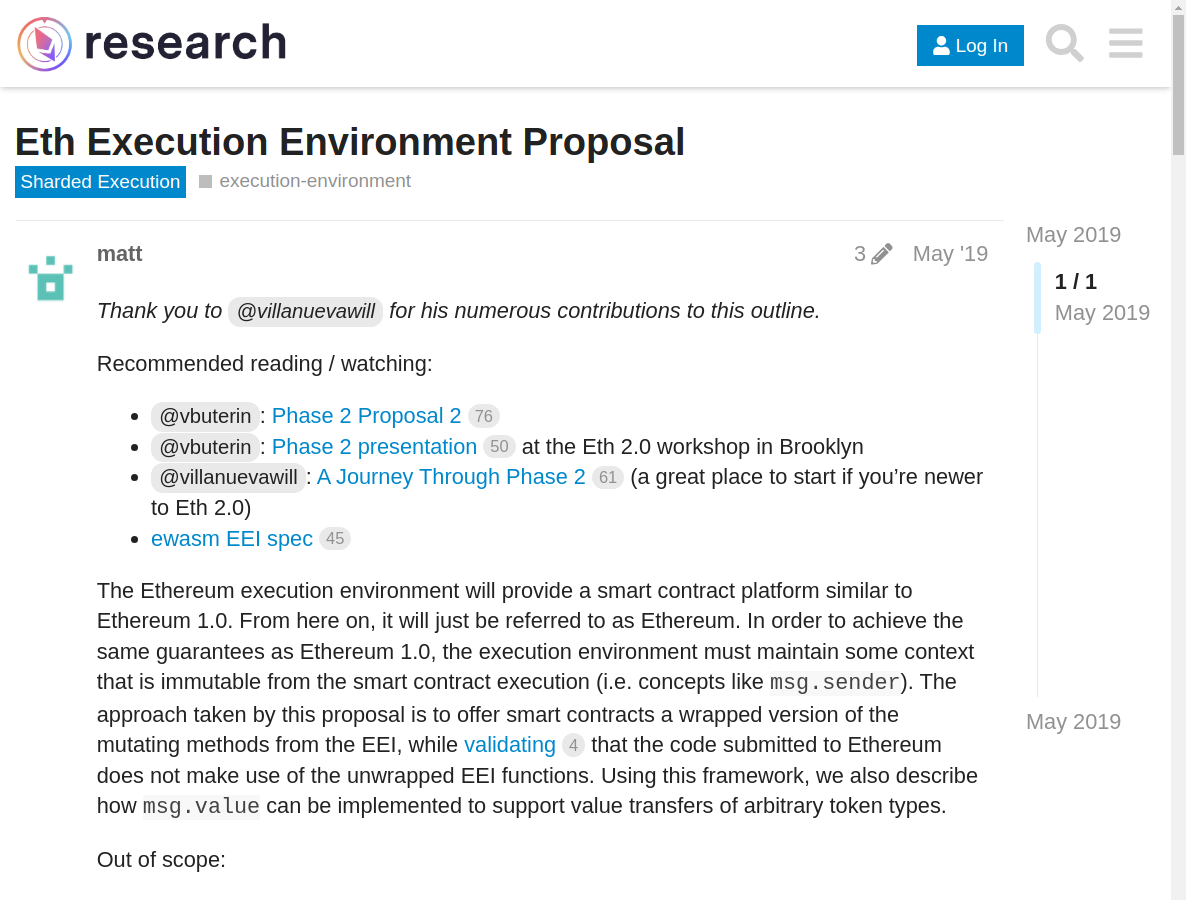 research
Log In
Eth Execution Environment Proposal
Sharded Execution execution-environment
matt
3 May '19
Thank you to @villanuevawill for his numerous contributions to this outline.
Recommended reading / watching:
@vbuterin: Phase 2 Proposal 2 76
@vbuterin: Phase 2 presentation 50 at the Eth 2.0 workshop in Brooklyn
@villanuevawill: A Journey Through Phase 2 61 (a great place to start if you’re newer
to Eth 2.0)
ewasm EEI spec 45
The Ethereum execution environment will provide a smart contract platform similar to
Ethereum 1.0. From here on, it will just be referred to as Ethereum. In order to achieve the
same guarantees as Ethereum 1.0, the execution environment must maintain some context
that is immutable from the smart contract execution (i.e. concepts like msg.sender). The
approach taken by this proposal is to offer smart contracts a wrapped version of the
mutating methods from the EEI, while validating 4 that the code submitted to Ethereum
does not make use of the unwrapped EEI functions. Using this framework, we also describe
how msg.value can be implemented to support value transfers of arbitrary token types.
Out of scope:
May 2019
1 / 1
May 2019
May 2019